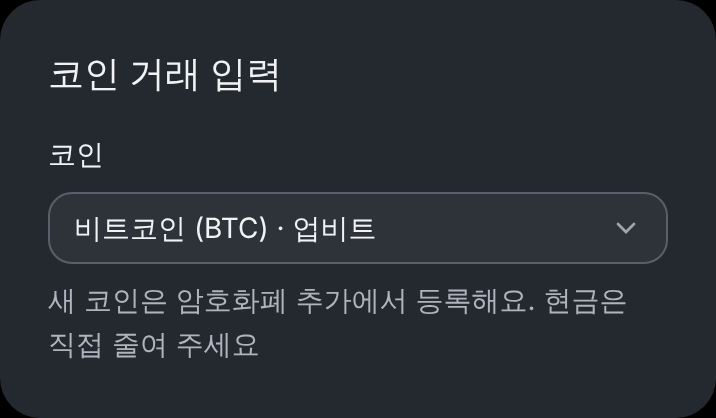 코인 거래 입력
코인
비트코인 (BTC) · 업비트
새 코인은 암호화폐 추가에서 등록해요. 현금은
직접 줄여 주세요